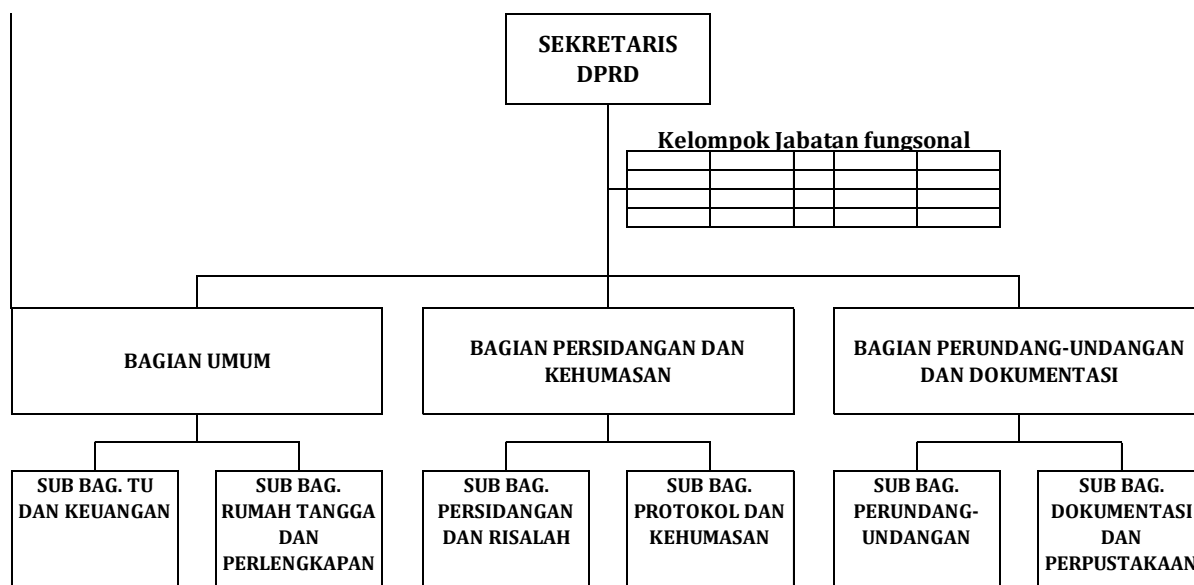 SEKRETARIS
DPRD
Kelompok Jabatan fungsonal
BAGIAN UMUM
BAGIAN PERSIDANGAN DAN
KEHUMASAN
BAGIAN PERUNDANG-UNDANGAN
DAN DOKUMENTASI
SUB BAG. TU
DAN KEUANGAN
SUB BAG.
RUMAH TANGGA
DAN
PERLENGKAPAN
SUB BAG.
PERSIDANGAN
DAN RISALAH
SUB BAG.
PROTOKOL DAN
KEHUMASAN
SUB BAG.
PERUNDANG-
UNDANGAN
SUB BAG.
DOKUMENTASI
DAN
PERPUSTAKAAN